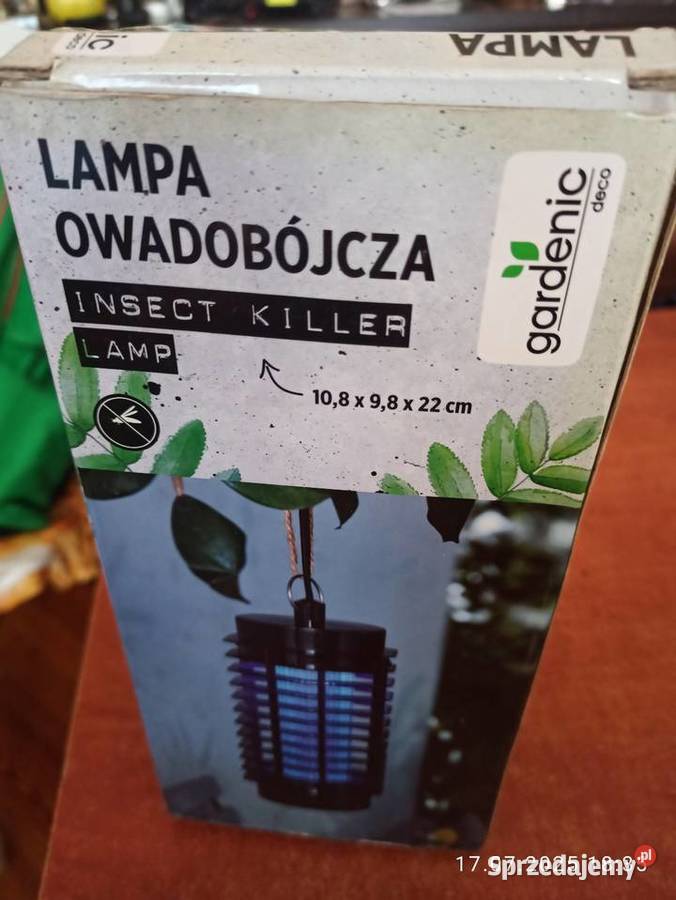 LAMPA
LAMPA
OWADOBÓJCZA
INSECT KILLER
LAMP
10,8 x 9,8 x 22 cm
gardenic
deco
Sprzedajemy.pl